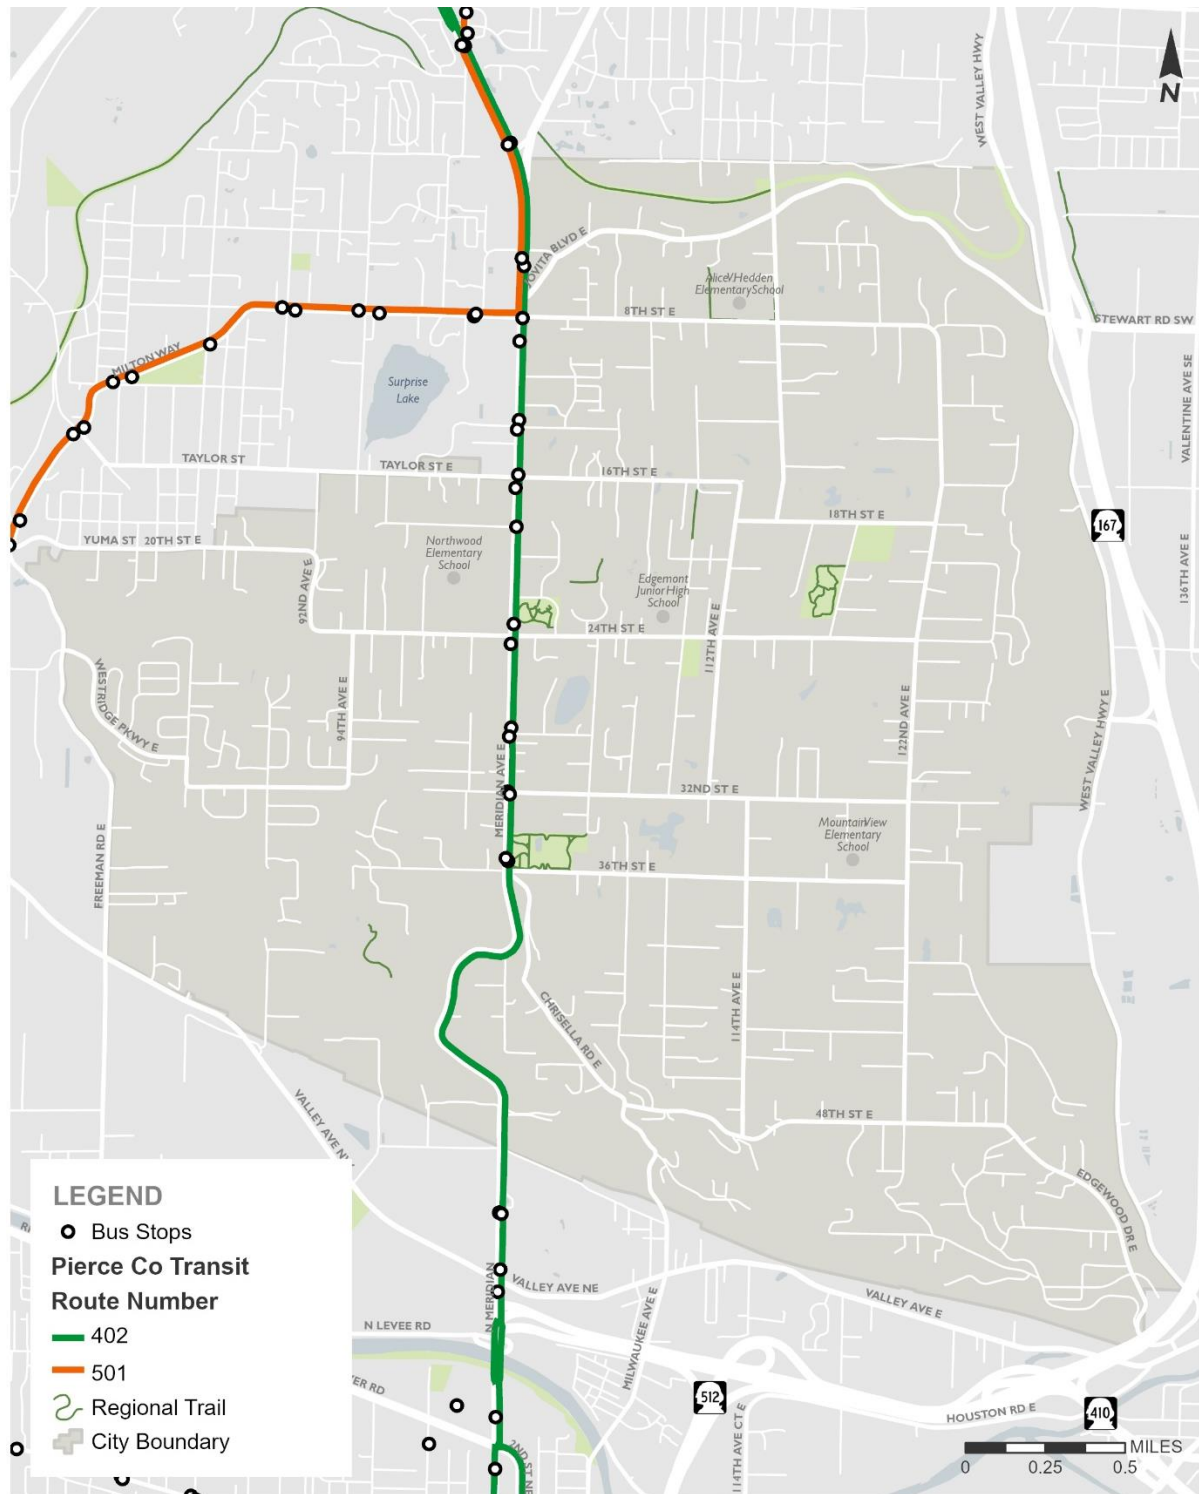 N
WEST VALLEY HWY
JOVITA BLVD E
Alice V Hedden
Elementary School
8TH ST E
STEWART RD SW
MILTON WAY
Surprise
Lake
VALENTINE AVE SE
TAYLOR ST
TAYLOR ST E
16TH ST E
18TH ST E
167
YUMA ST
20TH ST E
Northwood
Elementary
School
92ND AVE E
Edgemont
Junior High
School
136TH AVE E
24TH ST E
112TH AVE E
WESTRIDGE PKWY E
94TH AVE E
122ND AVE E
WEST VALLEY HWY E
MERIDIAN AVE E
32ND ST E
Mountain View
Elementary
School
FREEMAN RD E
36TH ST E
114TH AVE E
CHRISELLA RD E
VALLEY AVE NW
48TH ST E
EDGEWOOD DR E
N MERIDIAN
VALLEY AVE NE
VALLEY AVE E
N LEVEE RD
MILWAUKEE AVE E
512
114TH AVE CT E
HOUSTON RD E
410
2ND ST NE
LEGEND
Bus Stops
Pierce Co Transit
Route Number
402
501
Regional Trail
City Boundary
MILES
0 0.25 0.5